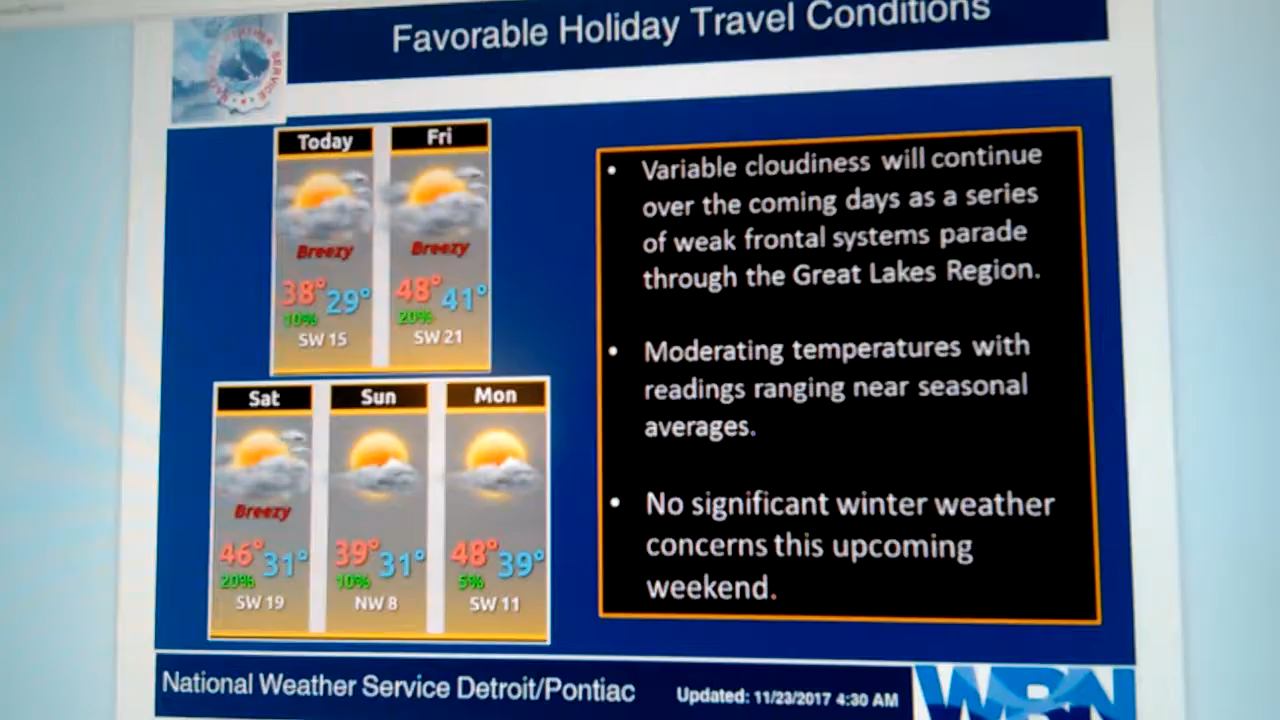 Favorable Holiday Travel Conditions
Today
Fri
Breezy
Breezy
38° 29°
48° 41°
10%
20%
SW 15
SW 21
Sat
Sun
Mon
Breezy
46° 31°
39° 31°
48° 39°
20%
10%
5%
SW 19
NW 8
SW 11
• Variable cloudiness will continue
over the coming days as a series
of weak frontal systems parade
through the Great Lakes Region.
• Moderating temperatures with
readings ranging near seasonal
averages.
• No significant winter weather
concerns this upcoming
weekend.
National Weather Service Detroit/Pontiac
Updated: 11/23/2017 4:30 AM
WRN